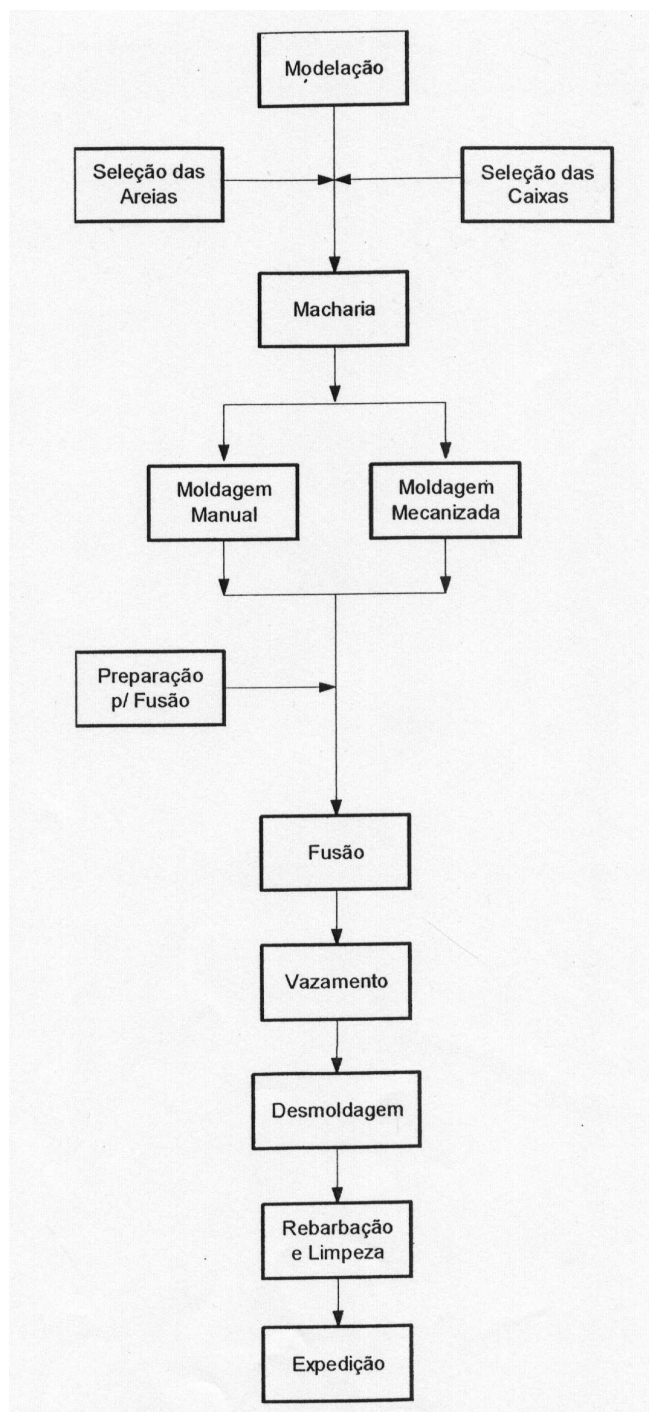 Modelação
Seleção das
Areias
Seleção das
Caixas
Macharia
Moldagem
Manual
Moldagem
Mecanizada
Preparação
p/ Fusão
Fusão
Vazamento
Desmoldagem
Rebarbação
e Limpeza
Expedição